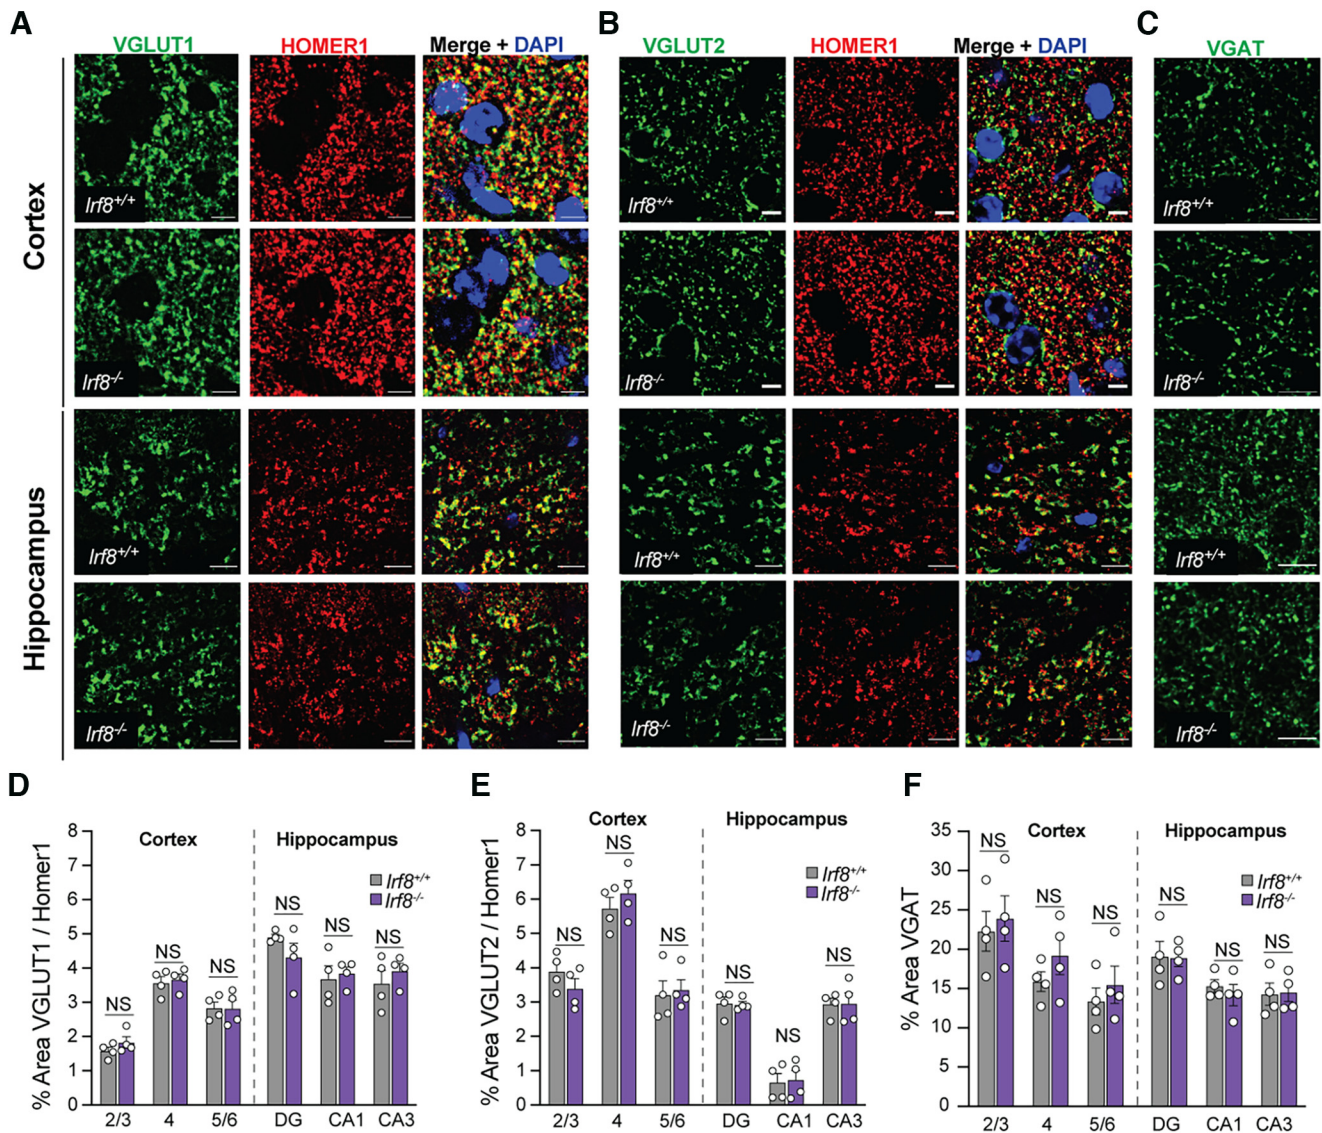 A
VGLUT1
HOMER1
Merge + DAPI
B
VGLUT2
HOMER1
Merge + DAPI
C
VGAT
Cortex
Irf8+/+
Irf8+/+
Irf8+/+
Irf8-/-
Irf8-/-
Irf8-/-
Hippocampus
Irf8+/+
Irf8+/+
Irf8+/+
Irf8-/-
Irf8-/-
Irf8-/-
D
% Area VGLUT1 / Homer1
8
7
6
5
4
3
2
1
0
Cortex
Hippocampus
Irf8+/+
Irf8-/-
NS
NS
NS
NS
NS
NS
2/3
4
5/6
DG
CA1
CA3
E
% Area VGLUT2 / Homer1
8
7
6
5
4
3
2
1
0
Cortex
Hippocampus
Irf8+/+
Irf8-/-
NS
NS
NS
NS
NS
NS
2/3
4
5/6
DG
CA1
CA3
F
% Area VGAT
35
30
25
20
15
10
5
0
Cortex
Hippocampus
Irf8+/+
Irf8-/-
NS
NS
NS
NS
NS
NS
2/3
4
5/6
DG
CA1
CA3